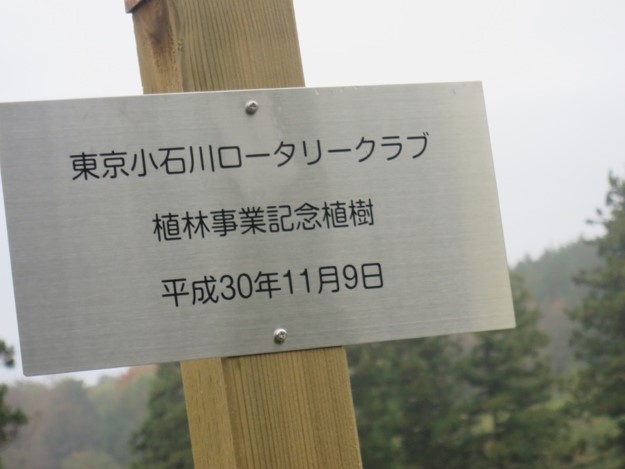 東京小石川ロータリークラブ
植林事業記念植樹
平成30年11月9日